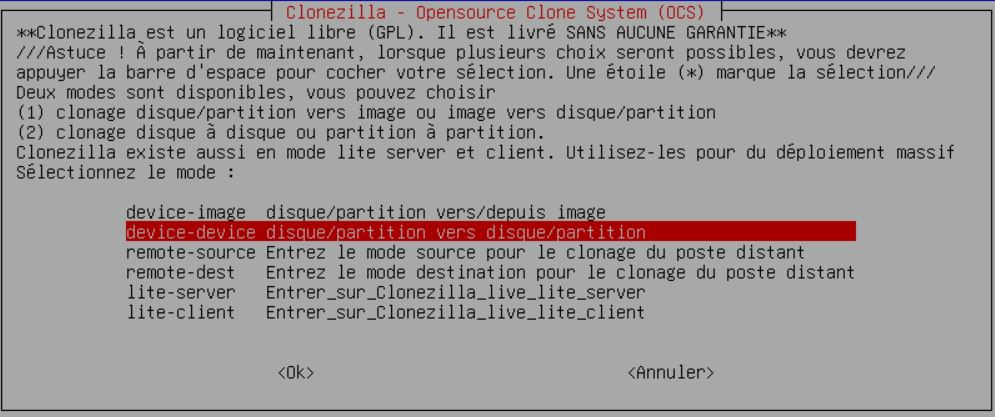 Clonezilla - Opensource Clone System (OCS)
**Clonezilla est un logiciel libre (GPL). Il est livré SANS AUCUNE GARANTIE**
///Astuce ! À partir de maintenant, lorsque plusieurs choix seront possibles, vous devrez
appuyer la barre d'espace pour cocher votre sélection. Une étoile (*) marque la sélection///
Deux modes sont disponibles, vous pouvez choisir
(1) clonage disque/partition vers image ou image vers disque/partition
(2) clonage disque à disque ou partition à partition.
Clonezilla existe aussi en mode lite server et client. Utilisez-les pour du déploiement massif
Sélectionnez le mode :
device-image disque/partition vers/depuis image
device-device disque/partition vers disque/partition
remote-source Entrez le mode source pour le clonage du poste distant
remote-dest Entrez le mode destination pour le clonage du poste distant
lite-server Entrer_sur_Clonezilla_live_lite_server
lite-client Entrer_sur_Clonezilla_live_lite_client
<Ok> <Annuler>